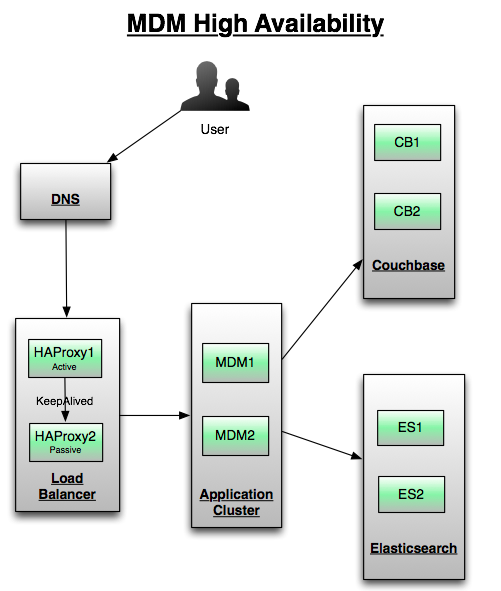 MDM High Availability
User
DNS
HAProxy1
Active
KeepAlived
HAProxy2
Passive
Load
Balancer
MDM1
MDM2
Application
Cluster
CB1
CB2
Couchbase
ES1
ES2
Elasticsearch